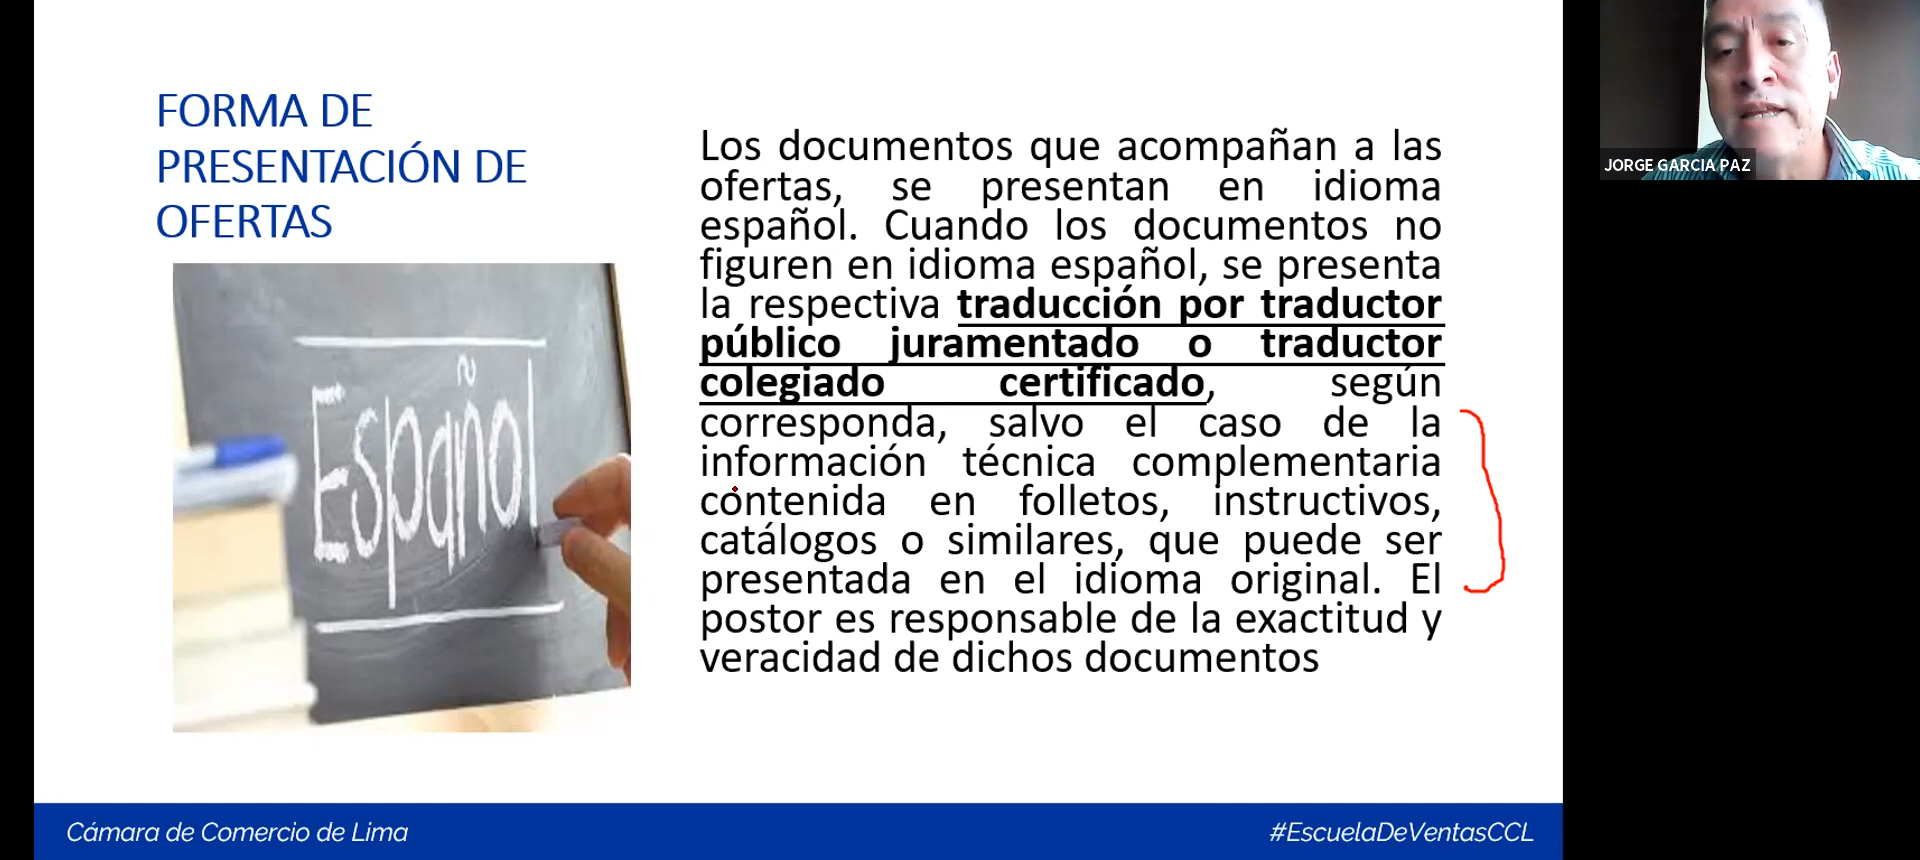 FORMA DE
PRESENTACIÓN DE
OFERTAS
Español
Los documentos que acompañan a las
ofertas, se presentan en idioma
español. Cuando los documentos no
figuren en idioma español, se presenta
la respectiva traducción por traductor
público juramentado o traductor
colegiado certificado, según
corresponda, salvo el caso de la
información técnica complementaria
contenida en folletos, instructivos,
catálogos o similares, que puede ser
presentada en el idioma original. El
postor es responsable de la exactitud y
veracidad de dichos documentos
JORGE GARCIA PAZ
Cámara de Comercio de Lima
#EscuelaDeVentasCCL